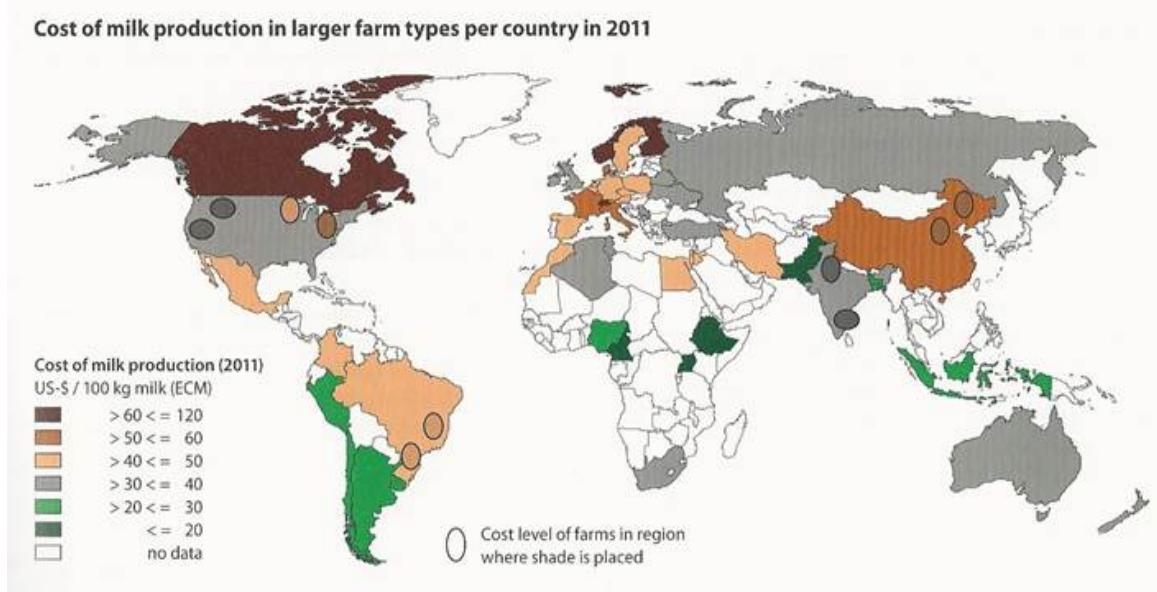 Cost of milk production in larger farm types per country in 2011
Cost of milk production (2011)
US-$ / 100 kg milk (ECM)
> 60 < = 120
> 50 < = 60
> 40 < = 50
> 30 < = 40
> 20 < = 30
< = 20
no data
Cost level of farms in region
where shade is placed